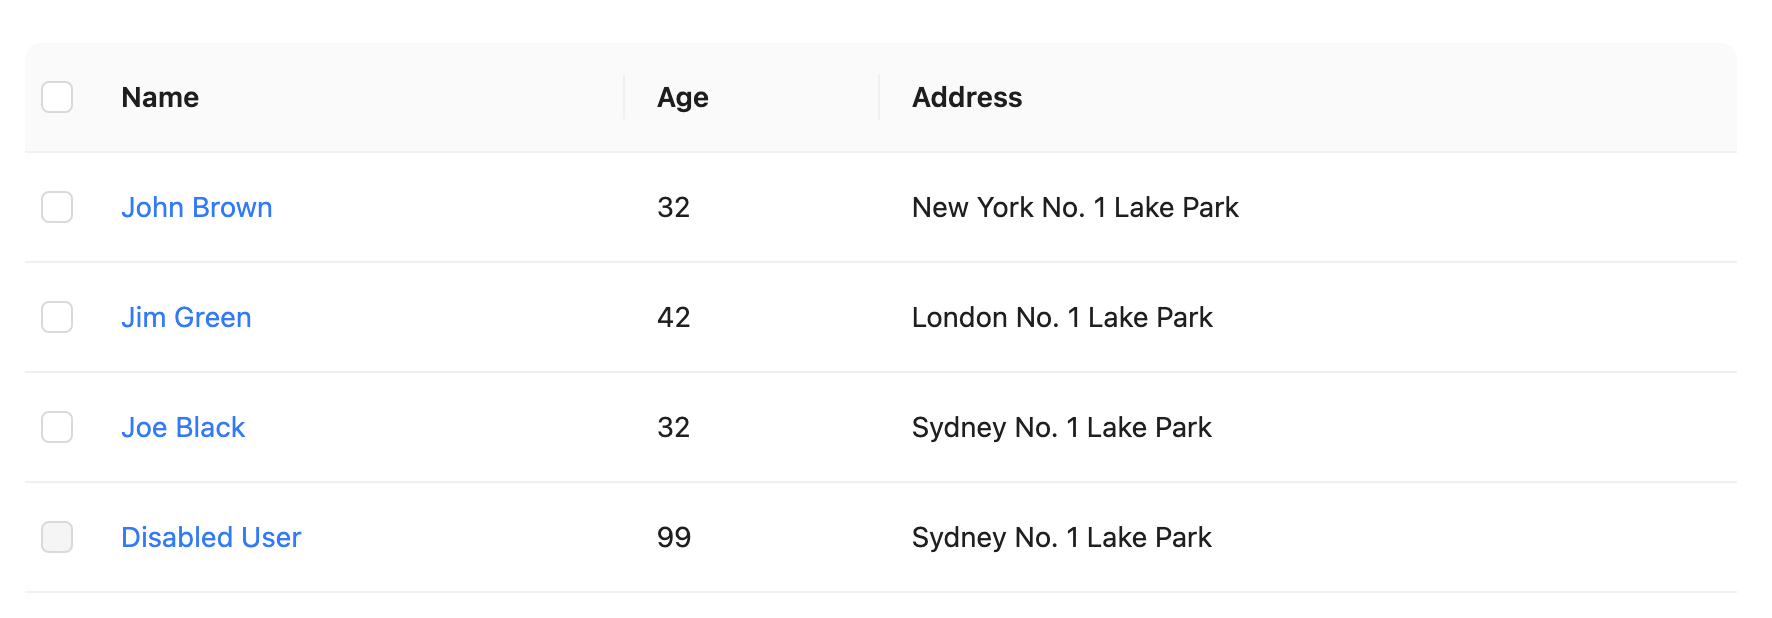 Name Age Address
John Brown 32 New York No. 1 Lake Park
Jim Green 42 London No. 1 Lake Park
Joe Black 32 Sydney No. 1 Lake Park
Disabled User 99 Sydney No. 1 Lake Park